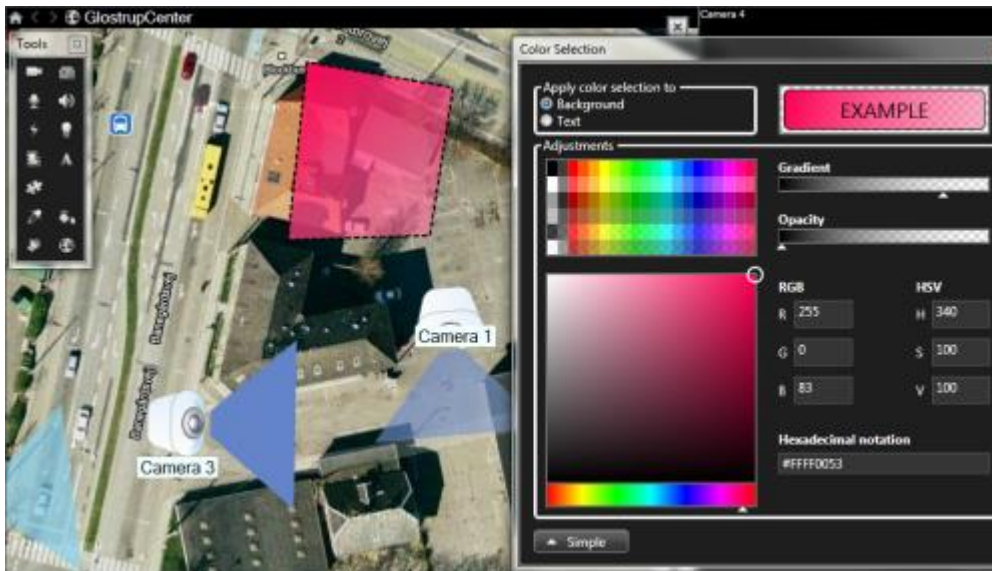 GlostrupCenter
Camera 4
Tools
A
Camera 1
Camera 3
Color Selection
Apply color selection to
Background
Text
EXAMPLE
Adjustments
Gradient
Opacity
RGB
HSV
R 255
H 340
G 0
S 100
B 83
V 100
Hexadecimal notation
#FFFF0053
Simple